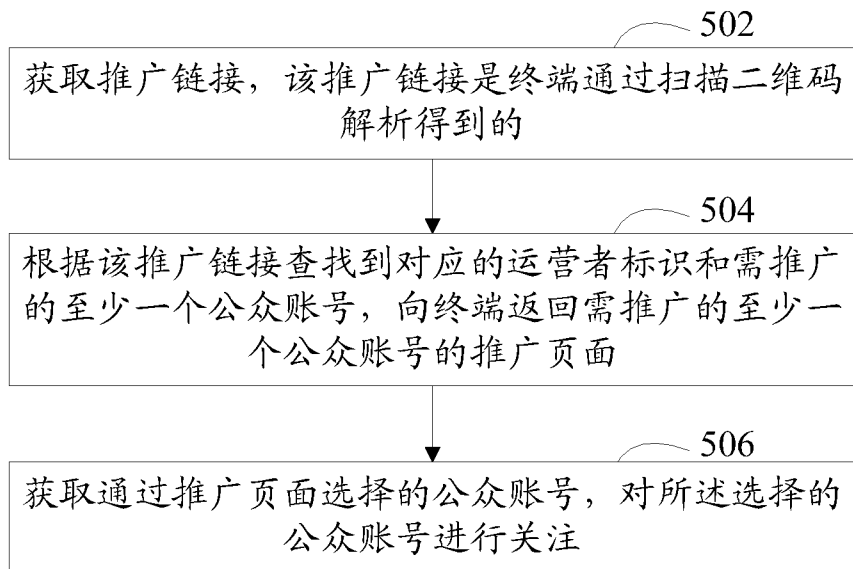 502
获取推广链接，该推广链接是终端通过扫描二维码
解析得到的
504
根据该推广链接查找到对应的运营者标识和需推广
的至少一个公众账号，向终端返回需推广的至少一
个公众账号的推广页面
506
获取通过推广页面选择的公众账号，对所述选择的
公众账号进行关注